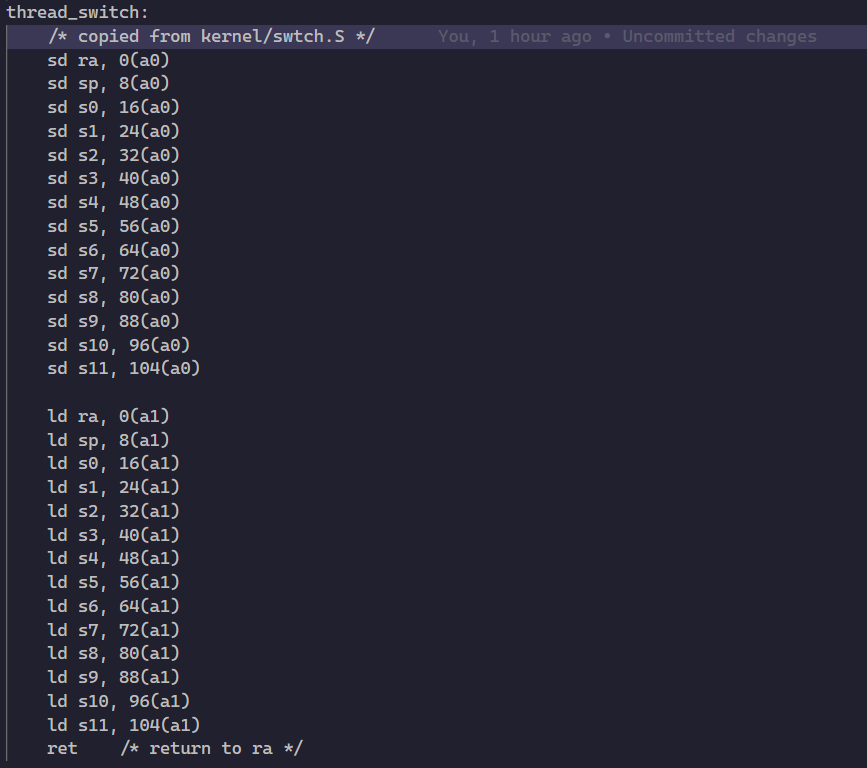 thread_switch:
/* copied from kernel/swtch.S */ You, 1 hour ago • Uncommitted changes
sd ra, 0(a0)
sd sp, 8(a0)
sd s0, 16(a0)
sd s1, 24(a0)
sd s2, 32(a0)
sd s3, 40(a0)
sd s4, 48(a0)
sd s5, 56(a0)
sd s6, 64(a0)
sd s7, 72(a0)
sd s8, 80(a0)
sd s9, 88(a0)
sd s10, 96(a0)
sd s11, 104(a0)
ld ra, 0(a1)
ld sp, 8(a1)
ld s0, 16(a1)
ld s1, 24(a1)
ld s2, 32(a1)
ld s3, 40(a1)
ld s4, 48(a1)
ld s5, 56(a1)
ld s6, 64(a1)
ld s7, 72(a1)
ld s8, 80(a1)
ld s9, 88(a1)
ld s10, 96(a1)
ld s11, 104(a1)
ret /* return to ra */